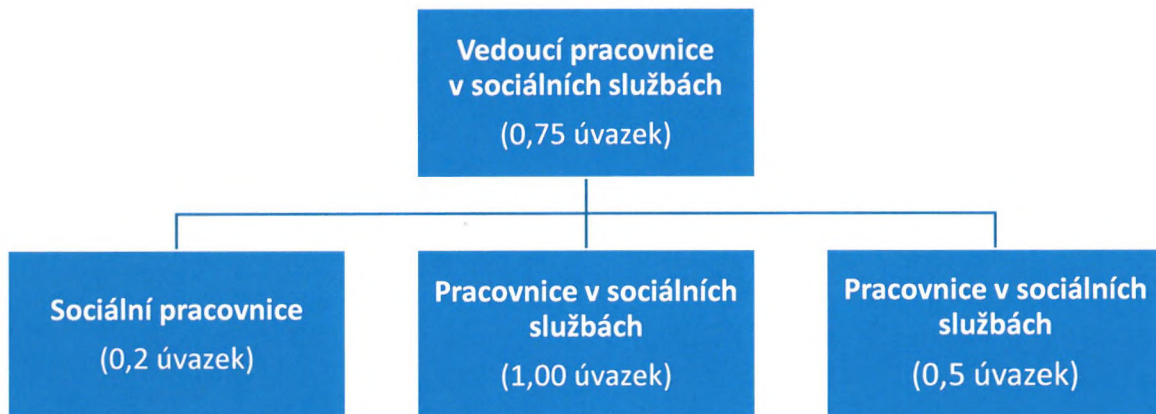 Vedoucí pracovnice
v sociálních službách
(0,75 úvazek)
Sociální pracovnice
(0,2 úvazek)
Pracovnice v sociálních
službách
(1,00 úvazek)
Pracovnice v sociálních
službách
(0,5 úvazek)